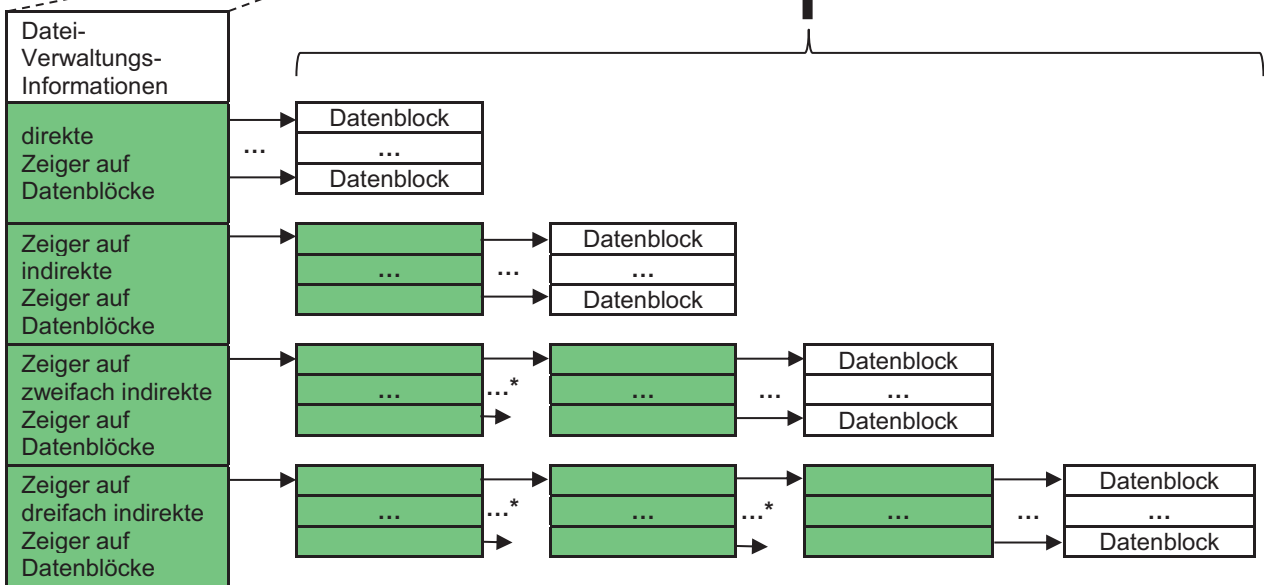 Datei-
Verwaltungs-
Informationen
direkte
Zeiger auf
Datenblöcke
...
Datenblock
...
Datenblock
Zeiger auf
indirekte
Zeiger auf
Datenblöcke
...
...
Datenblock
...
Datenblock
Zeiger auf
zweifach indirekte
Zeiger auf
Datenblöcke
...
...*
...
...
Datenblock
...
Datenblock
Zeiger auf
dreifach indirekte
Zeiger auf
Datenblöcke
...
...*
...
...*
...
...
Datenblock
...
Datenblock